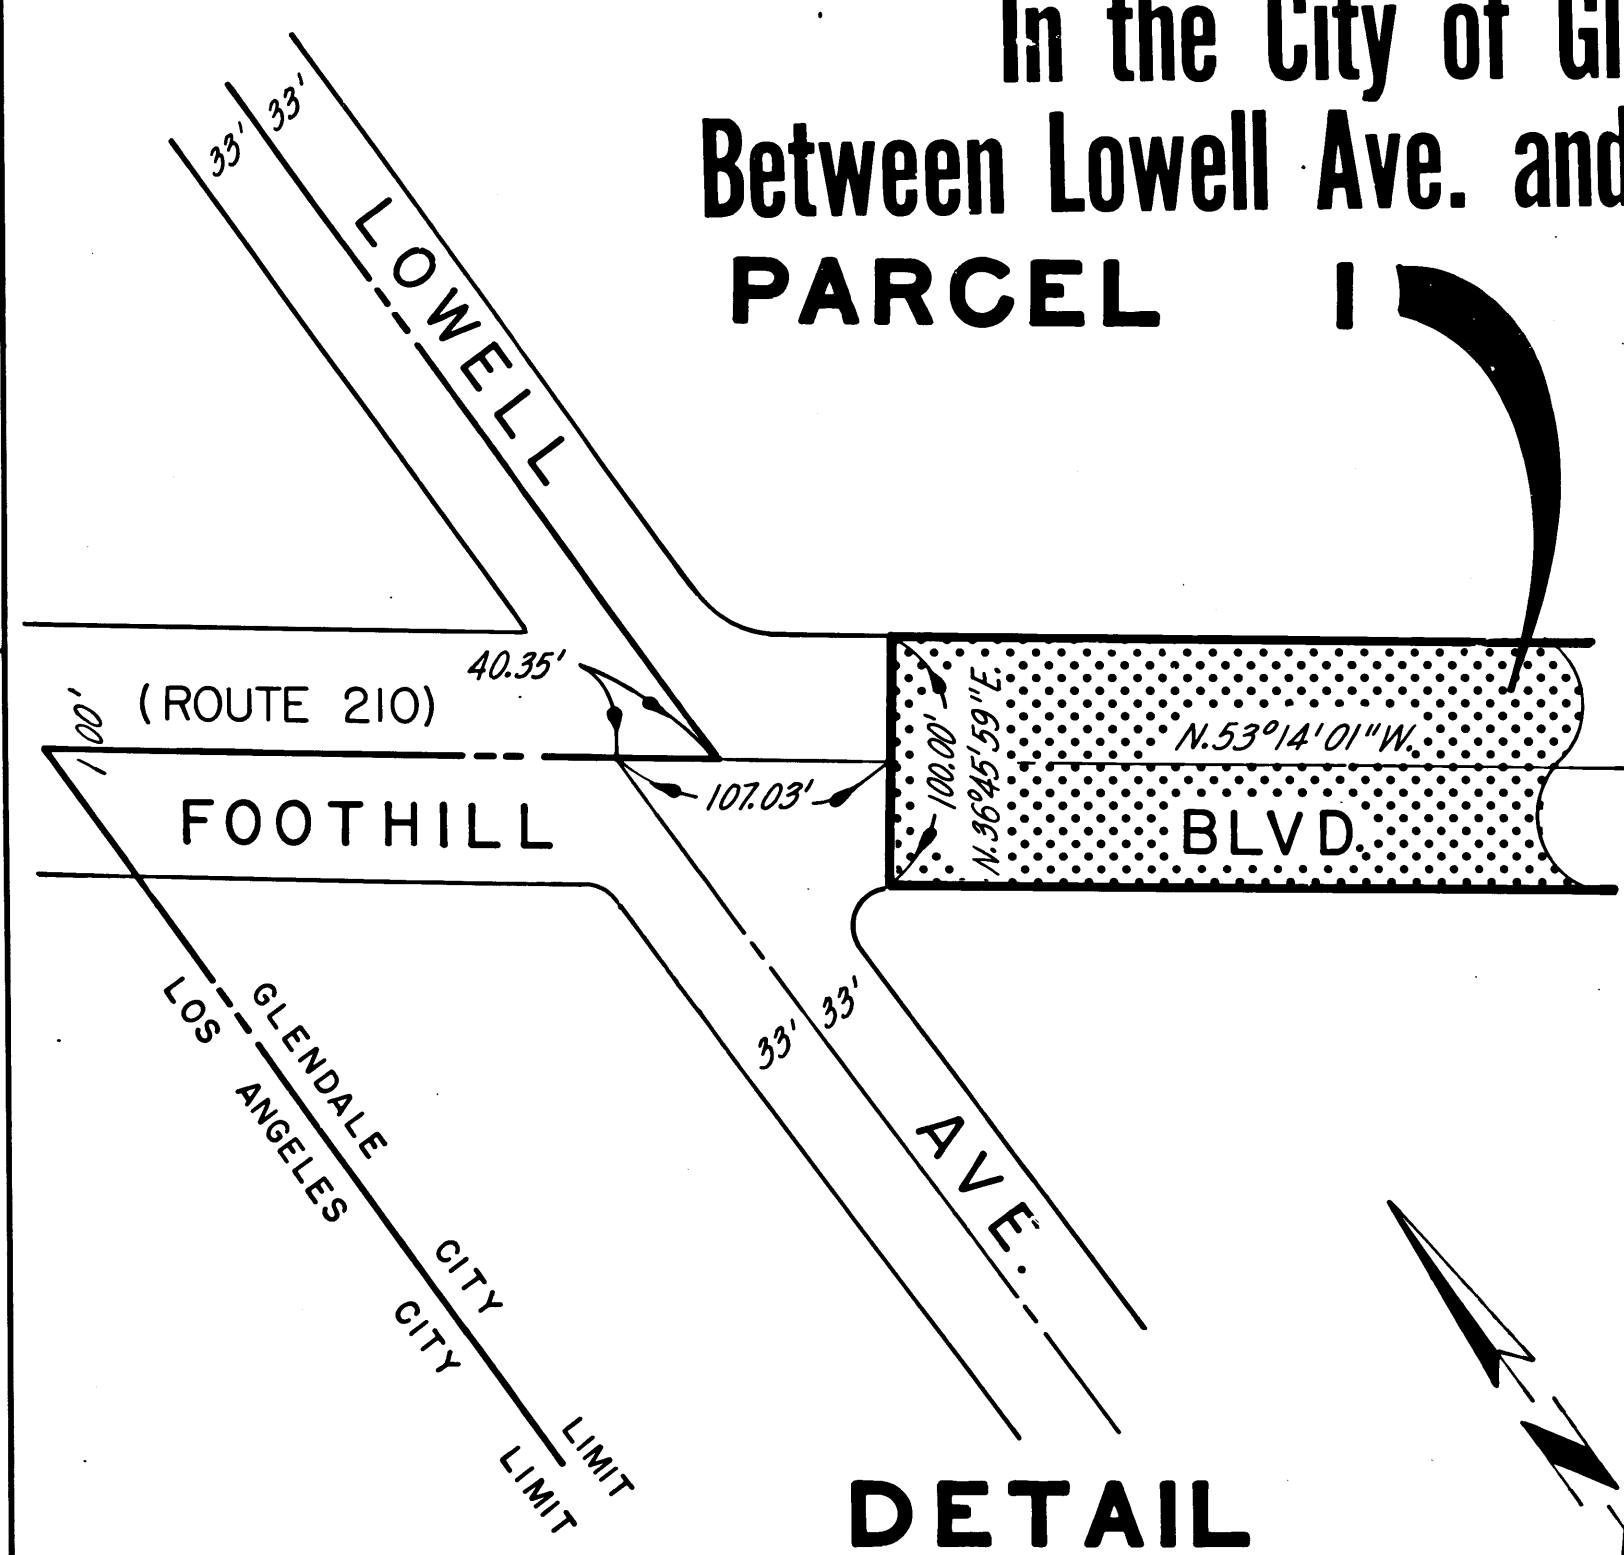 In the City of Gl
Between Lowell Ave. and
PARCEL 1
33' 33'
LOWELL
40.35'
(ROUTE 210)
100'
107.03'
100.00'
N.36°45'59"E.
N.53°14'01"W.
FOOTHILL BLVD.
33' 33'
AVE.
GLENDALE CITY LIMIT
LOS ANGELES CITY LIMIT
N
DETAIL